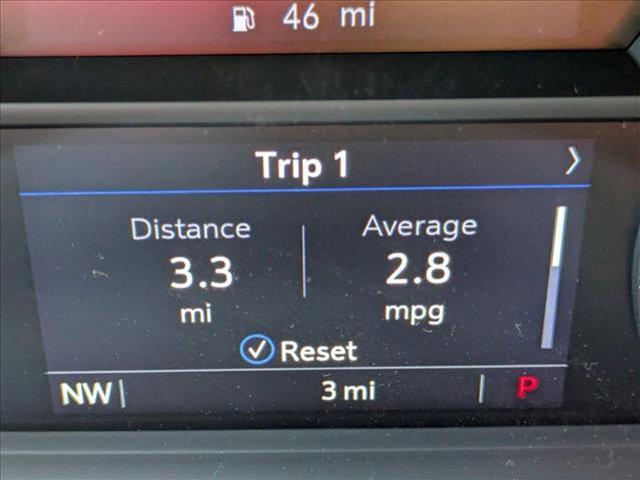 46 mi
Trip 1
Distance Average
3.3 2.8
mi mpg
Reset
NW 3 mi P